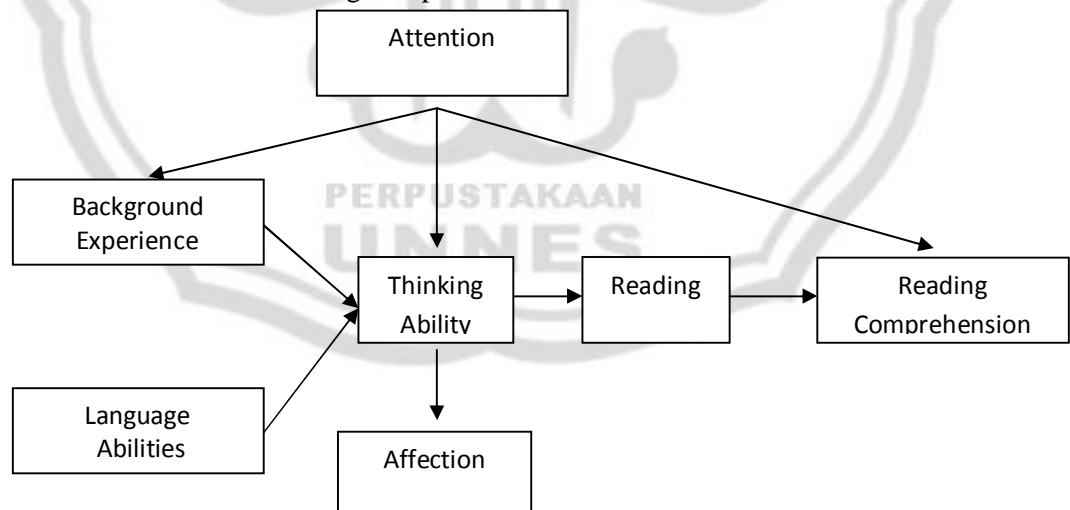 Attention
PERPUSTAKAAN
UNNES
Background
Experience
Thinking
Ability
Reading
Reading
Comprehension
Language
Abilities
Affection